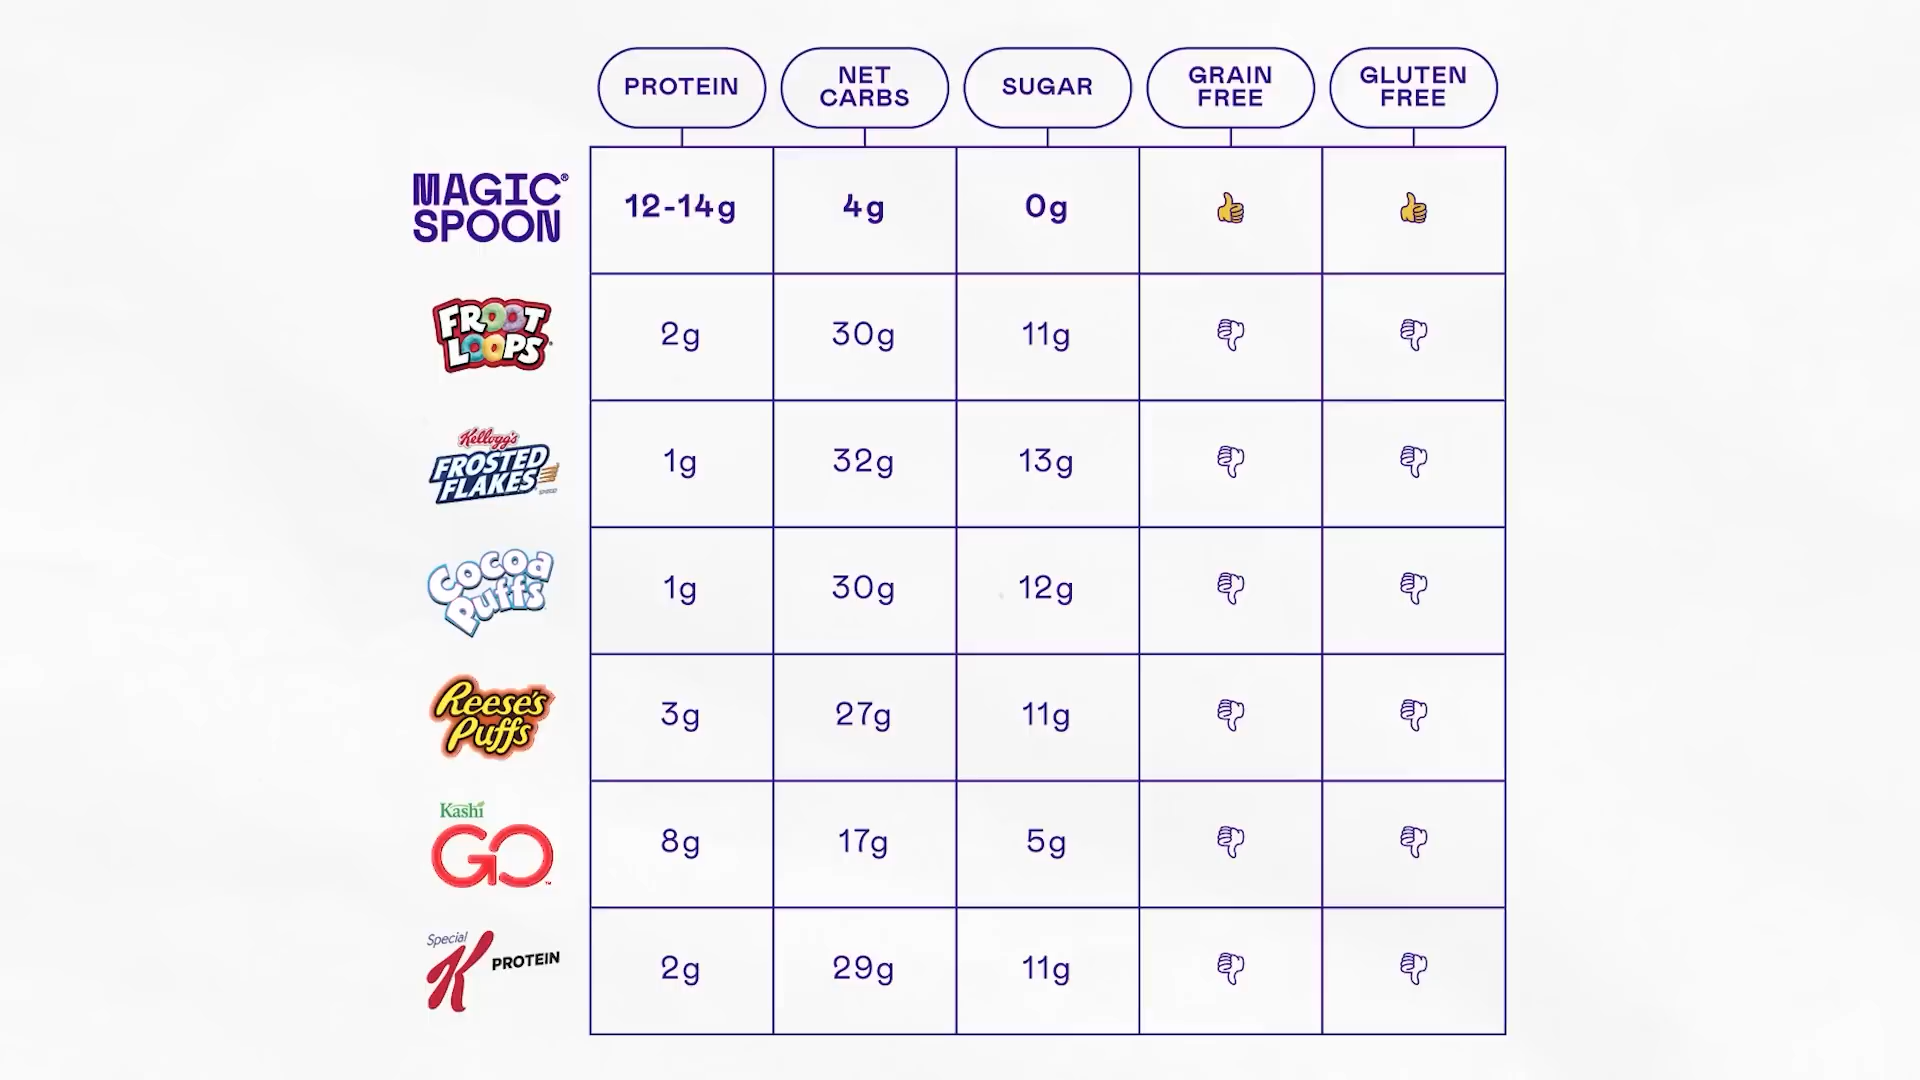 PROTEIN
NET
CARBS
SUGAR
GRAIN
FREE
GLUTEN
FREE
MAGIC®
SPOON
12-14g
4g
0g
FROOT
LOOPS
2g
30g
11g
Kellogg's
FROSTED
FLAKES
1g
32g
13g
Cocoa
Puffs
1g
30g
12g
Reese's
Puffs
3g
27g
11g
Kashi
GO™
8g
17g
5g
Special
K PROTEIN
2g
29g
11g